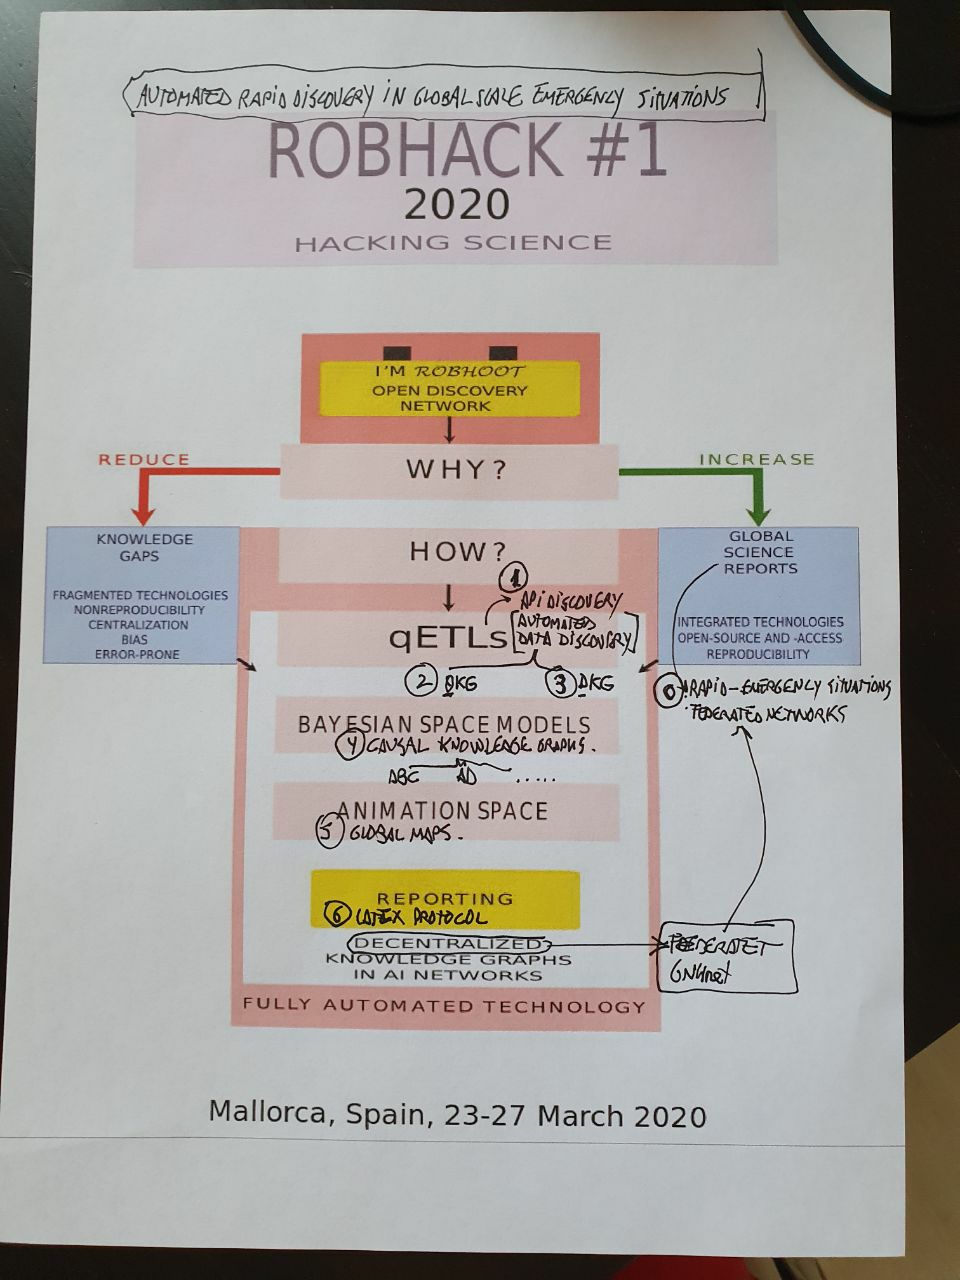 AUTOMATED RAPID DISCOVERY IN GLOBAL SCALE EMERGENCY SITUATIONS
ROBHACK #1
2020
HACKING SCIENCE
I'M ROBHOOT
OPEN DISCOVERY
NETWORK
REDUCE
WHY?
INCREASE
KNOWLEDGE
GAPS
FRAGMENTED TECHNOLOGIES
NONREPRODUCIBILITY
CENTRALIZATION
BIAS
ERROR-PRONE
HOW?
GLOBAL
SCIENCE
REPORTS
INTEGRATED TECHNOLOGIES
OPEN-SOURCE AND -ACCESS
REPRODUCIBILITY
1
API DISCOVERY
qETLs
[AUTOMATED
DATA DISCOVERY]
2 QKG
3 DKG
0 RAPID-EMERGENCY SITUATIONS
FEDERATED NETWORKS
BAYESIAN SPACE MODELS
4 CAUSAL KNOWLEDGE GRAPHS.
ABC AD .....
ANIMATION SPACE
5 GLOBAL MAPS.
REPORTING
6 LATEX PROTOCOL
DECENTRALIZED
KNOWLEDGE GRAPHS
IN AI NETWORKS
FULLY AUTOMATED TECHNOLOGY
Mallorca, Spain, 23-27 March 2020